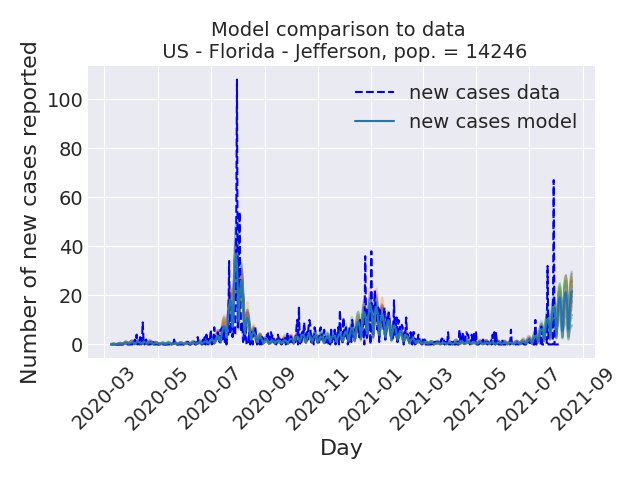 Model comparison to data
US - Florida - Jefferson, pop. = 14246
Number of new cases reported
100
80
60
40
20
0
new cases data
new cases model
2020-03
2020-05
2020-07
2020-09
2020-11
2021-01
2021-03
2021-05
2021-07
2021-09
Day